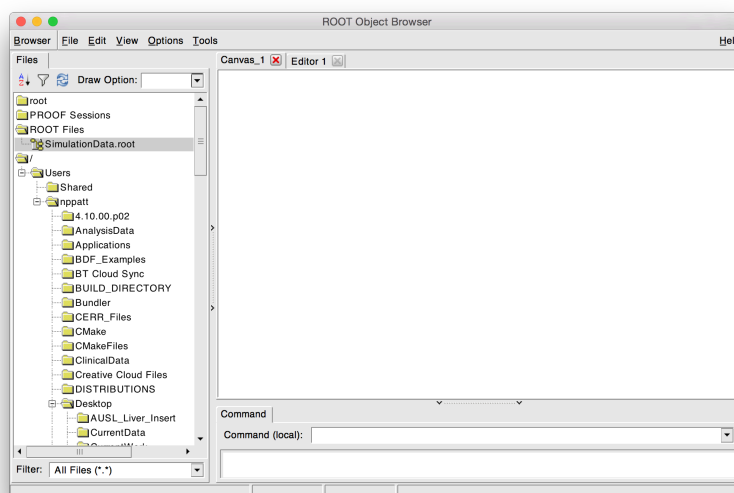 ROOT Object Browser
Browser File Edit View Options Tools
Files
Canvas_1 Editor 1
Draw Option:
root
PROOF Sessions
ROOT Files
SimulationData.root
/
Users
Shared
nppatt
4.10.00.p02
AnalysisData
Applications
BDF_Examples
BT Cloud Sync
BUILD_DIRECTORY
Bundler
CERR_Files
CMake
CMakeFiles
ClinicalData
Creative Cloud Files
DISTRIBUTIONS
Desktop
AUSL_Liver_Insert
CurrentData
Filter: All Files (*.*)
Command
Command (local):